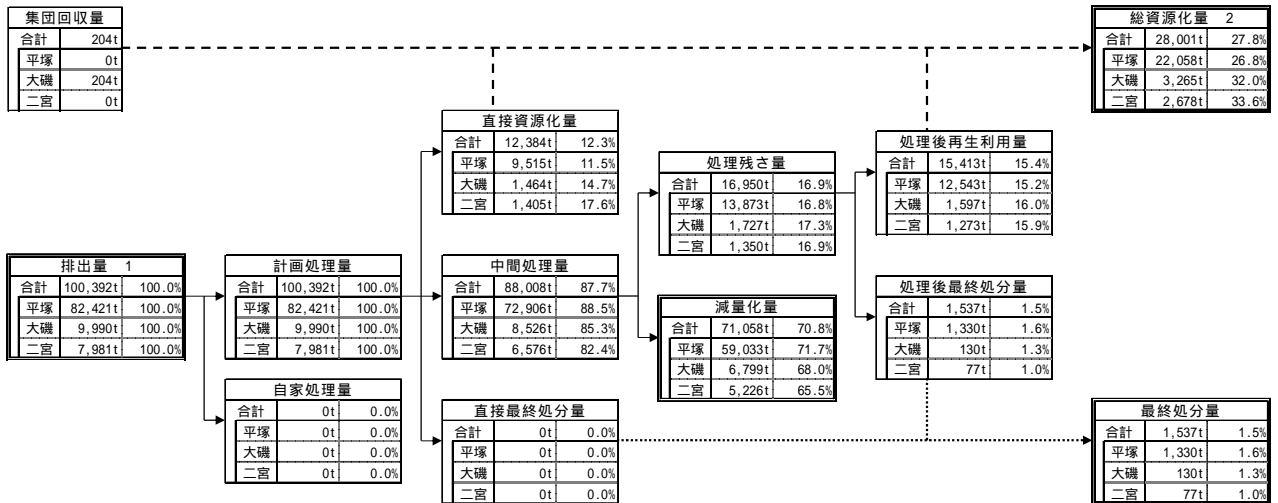 集団回収量
合計 204t
平塚 0t
大磯 204t
二宮 0t
総資源化量 2
合計 28,001t 27.8%
平塚 22,058t 26.8%
大磯 3,265t 32.0%
二宮 2,678t 33.6%
直接資源化量
合計 12,384t 12.3%
平塚 9,515t 11.5%
大磯 1,464t 14.7%
二宮 1,405t 17.6%
処理残さ量
合計 16,950t 16.9%
平塚 13,873t 16.8%
大磯 1,727t 17.3%
二宮 1,350t 16.9%
処理後再生利用量
合計 15,413t 15.4%
平塚 12,543t 15.2%
大磯 1,597t 16.0%
二宮 1,273t 15.9%
排出量 1
合計 100,392t 100.0%
平塚 82,421t 100.0%
大磯 9,990t 100.0%
二宮 7,981t 100.0%
計画処理量
合計 100,392t 100.0%
平塚 82,421t 100.0%
大磯 9,990t 100.0%
二宮 7,981t 100.0%
中間処理量
合計 88,008t 87.7%
平塚 72,906t 88.5%
大磯 8,526t 85.3%
二宮 6,576t 82.4%
減量化量
合計 71,058t 70.8%
平塚 59,033t 71.7%
大磯 6,799t 68.0%
二宮 5,226t 65.5%
処理後最終処分量
合計 1,537t 1.5%
平塚 1,330t 1.6%
大磯 130t 1.3%
二宮 77t 1.0%
自家処理量
合計 0t 0.0%
平塚 0t 0.0%
大磯 0t 0.0%
二宮 0t 0.0%
直接最終処分量
合計 0t 0.0%
平塚 0t 0.0%
大磯 0t 0.0%
二宮 0t 0.0%
最終処分量
合計 1,537t 1.5%
平塚 1,330t 1.6%
大磯 130t 1.3%
二宮 77t 1.0%